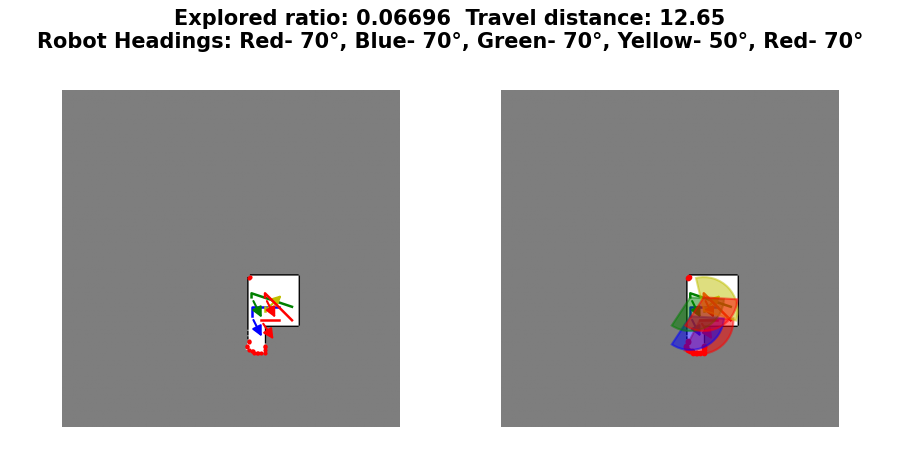 Explored ratio: 0.06696  Travel distance: 12.65
Robot Headings: Red- 70°, Blue- 70°, Green- 70°, Yellow- 50°, Red- 70°